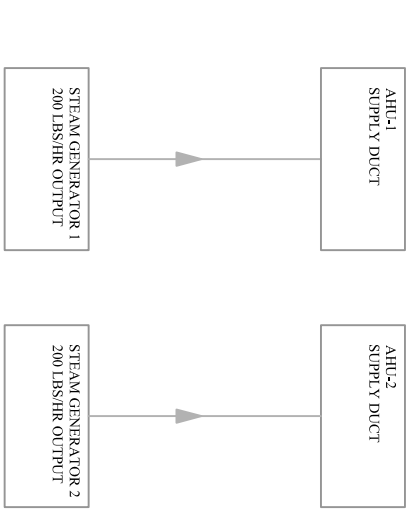 AHU-1
SUPPLY DUCT
AHU-2
SUPPLY DUCT
STEAM GENERATOR 1
200 LBS/HR OUTPUT
STEAM GENERATOR 2
200 LBS/HR OUTPUT